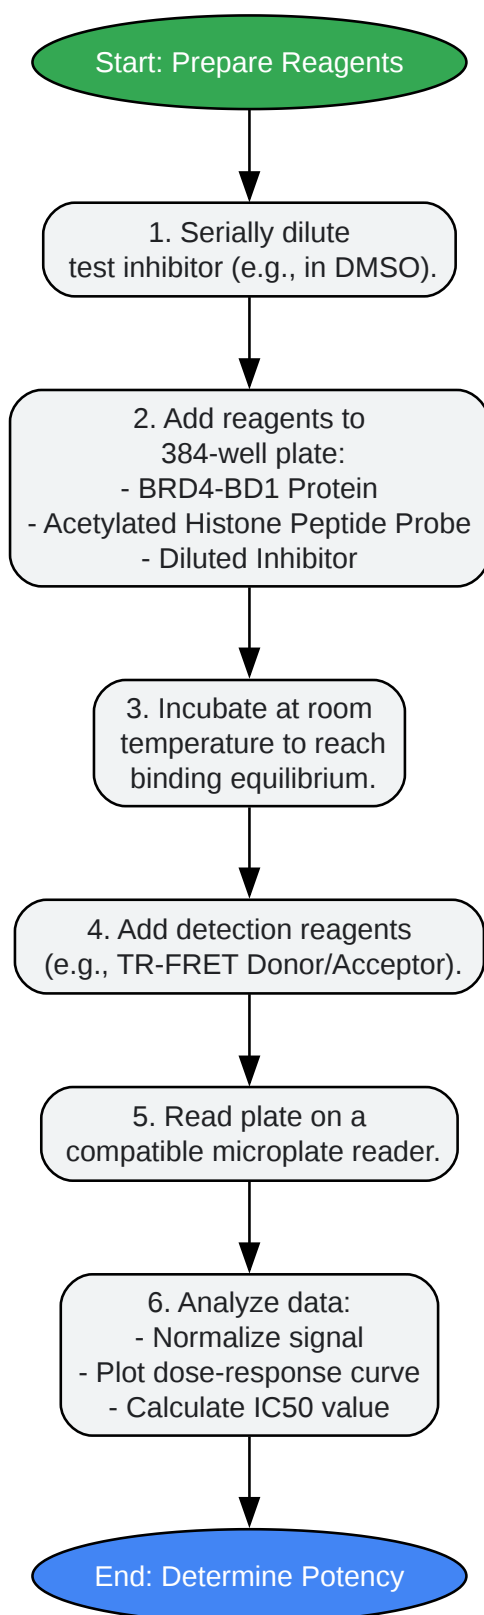 Start: Prepare Reagents
1. Serially dilute
test inhibitor (e.g., in DMSO).
2. Add reagents to
384-well plate:
- BRD4-BD1 Protein
- Acetylated Histone Peptide Probe
- Diluted Inhibitor
3. Incubate at room
temperature to reach
binding equilibrium.
4. Add detection reagents
(e.g., TR-FRET Donor/Acceptor).
5. Read plate on a
compatible microplate reader.
6. Analyze data:
- Normalize signal
- Plot dose-response curve
- Calculate IC50 value
End: Determine Potency